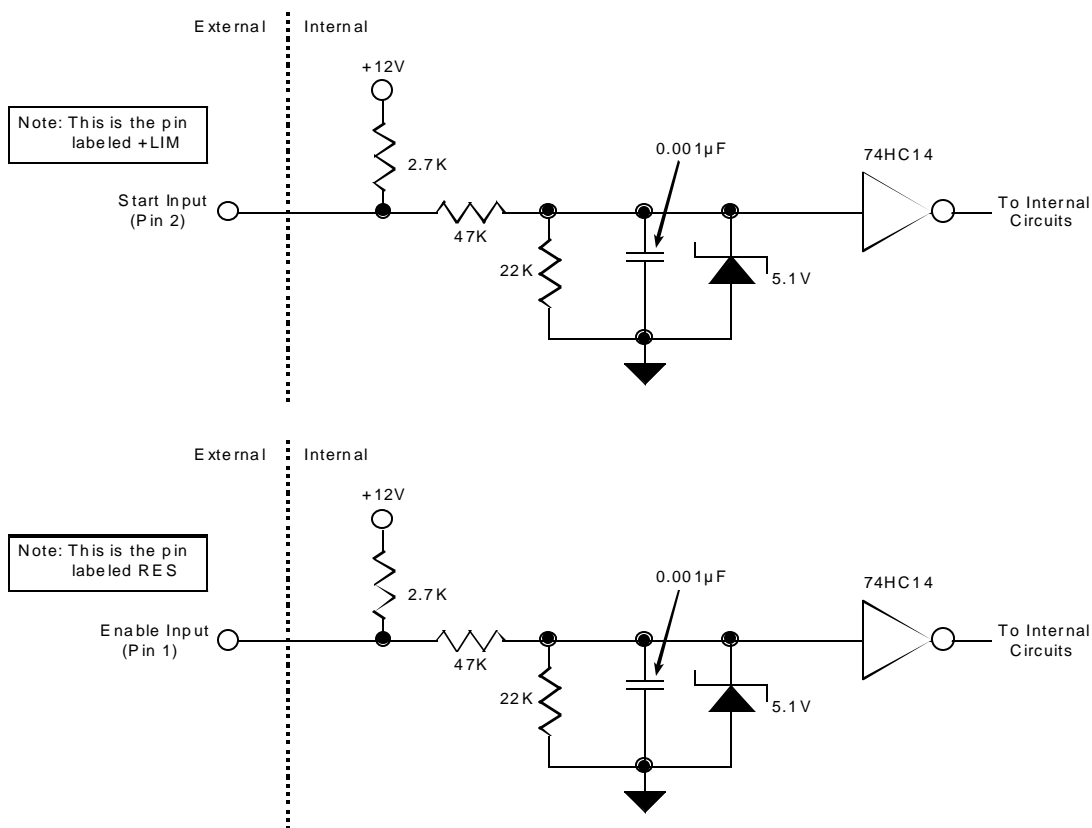 External Internal
+12V
Note: This is the pin
labeled +LIM
2.7K
0.001µF
74HC14
Start Input
(Pin 2)
47K
22K
5.1V
To Internal
Circuits
External Internal
+12V
Note: This is the pin
labeled RES
2.7K
0.001µF
74HC14
Enable Input
(Pin 1)
47K
22K
5.1V
To Internal
Circuits